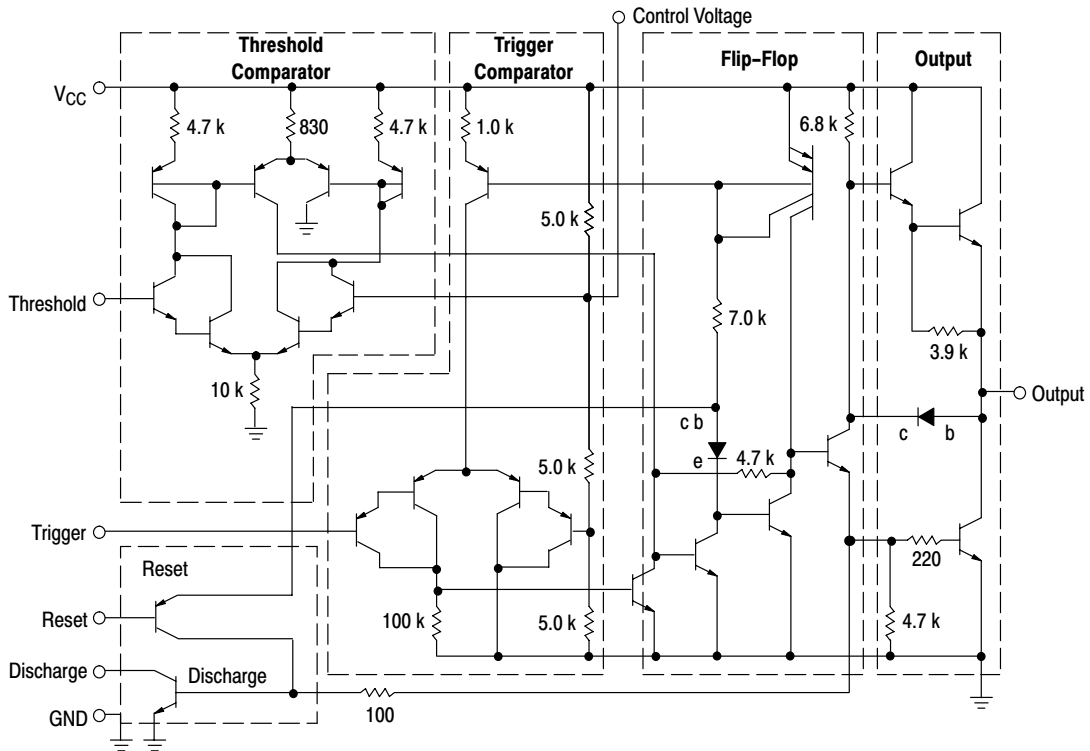 Control Voltage
Threshold
Comparator
Trigger
Comparator
Flip–Flop
Output
VCC
4.7 k
830
4.7 k
1.0 k
6.8 k
5.0 k
Threshold
7.0 k
3.9 k
10 k
Output
c b
c
b
e
4.7 k
5.0 k
Trigger
220
Reset
Reset
100 k
5.0 k
4.7 k
Discharge
Discharge
100
GND